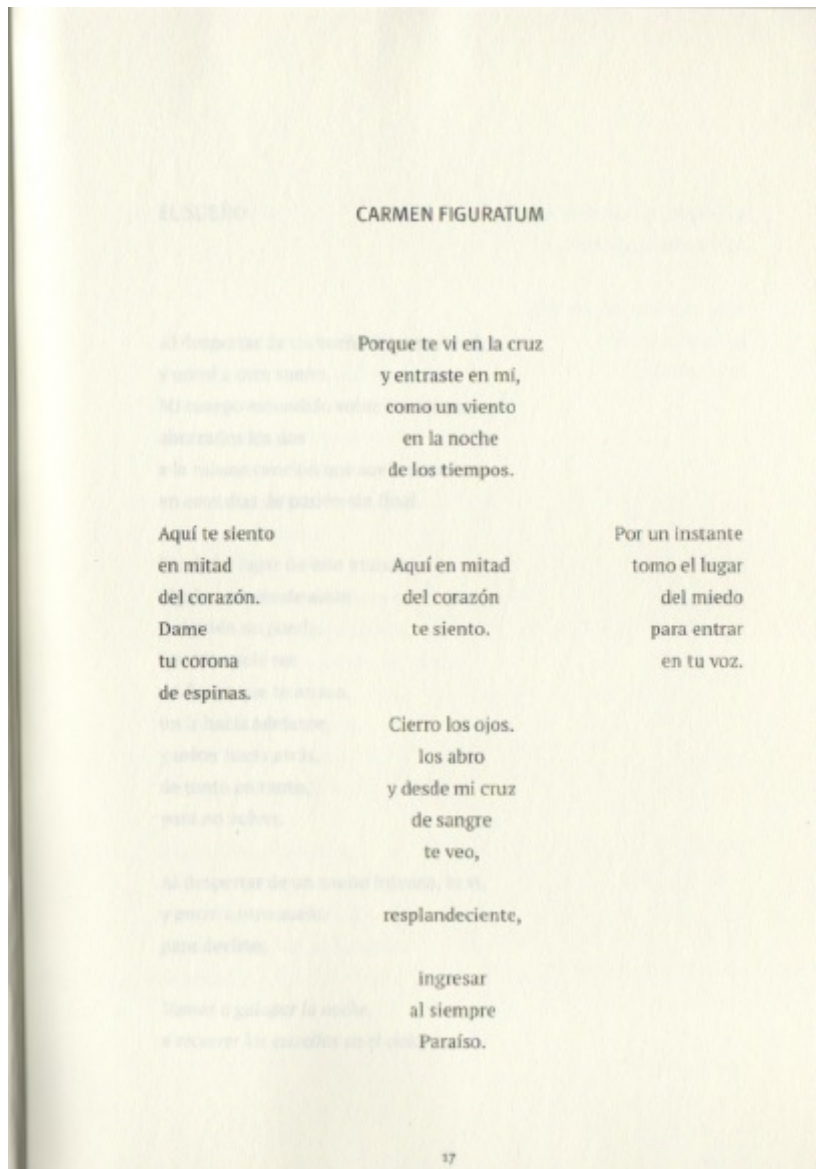 CARMEN FIGURATUM
Porque te vi en la cruz
y entraste en mí,
como un viento
en la noche
de los tiempos.
Aquí te siento
en mitad
del corazón.
Dame
tu corona
de espinas.
Aquí en mitad
del corazón
te siento.
Por un instante
tomo el lugar
del miedo
para entrar
en tu voz.
Cierro los ojos.
los abro
y desde mi cruz
de sangre
te veo,
resplandeciente,
ingresar
al siempre
Paraíso.
17